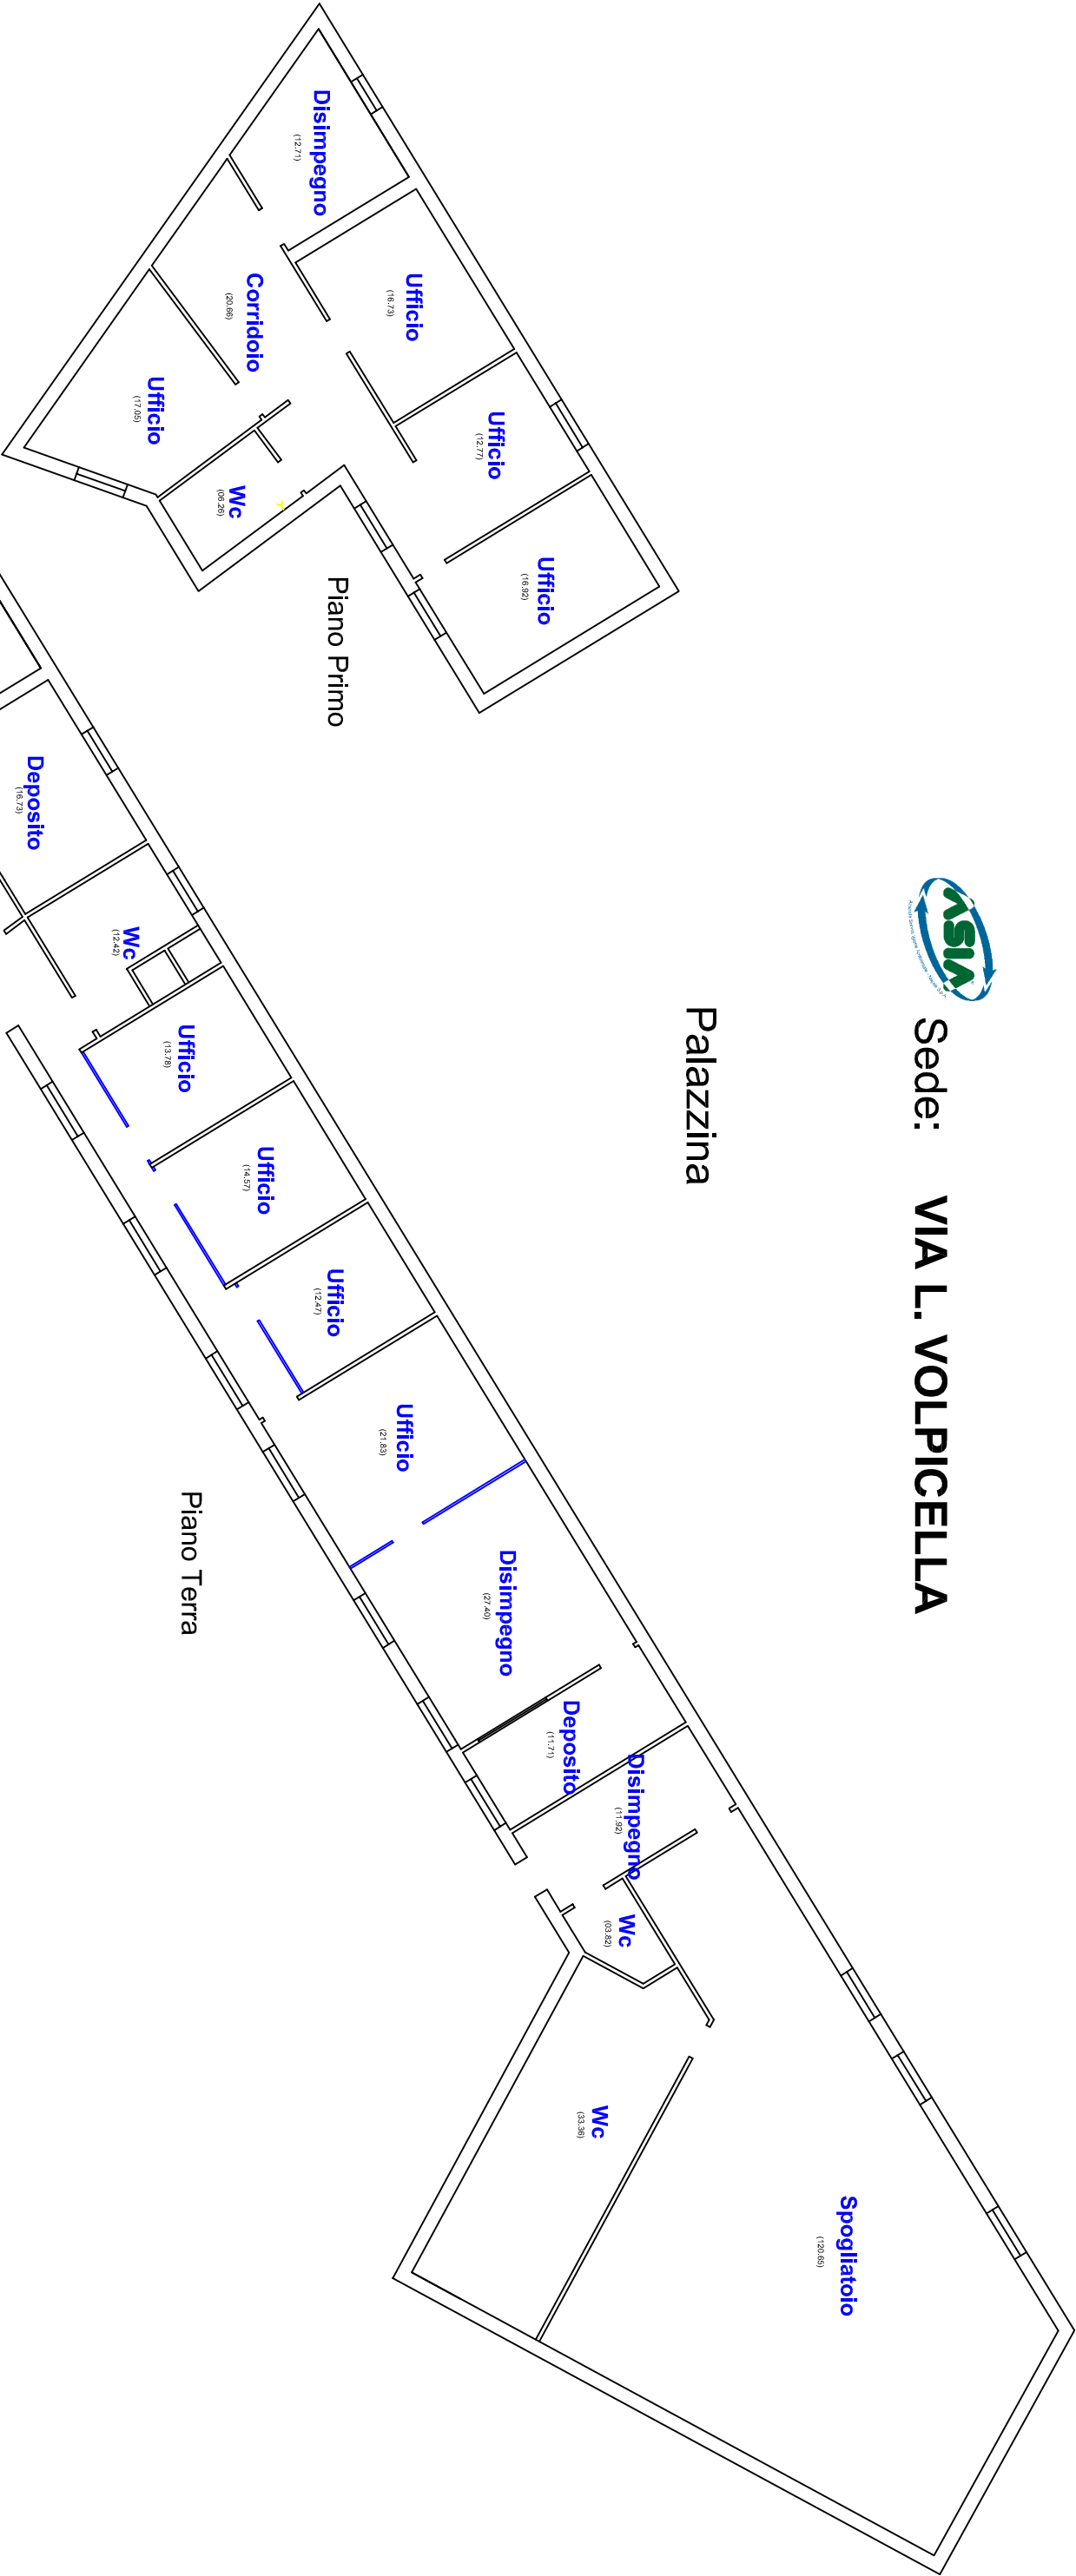 ASIA
Sede: VIA L. VOLPICELLA
Palazzina
Disimpegno
(12.71)
Ufficio
(16.73)
Corridoio
(20.66)
Ufficio
(12.77)
Ufficio
(17.05)
Wc
(06.26)
Ufficio
(16.92)
Piano Primo
Deposito
(16.73)
Wc
(12.42)
Ufficio
(13.78)
Ufficio
(14.57)
Ufficio
(12.47)
Ufficio
(21.83)
Disimpegno
(27.40)
Deposito
(11.71)
Disimpegno
(11.92)
Wc
(03.82)
Wc
(33.36)
Spogliatoio
(120.65)
Piano Terra